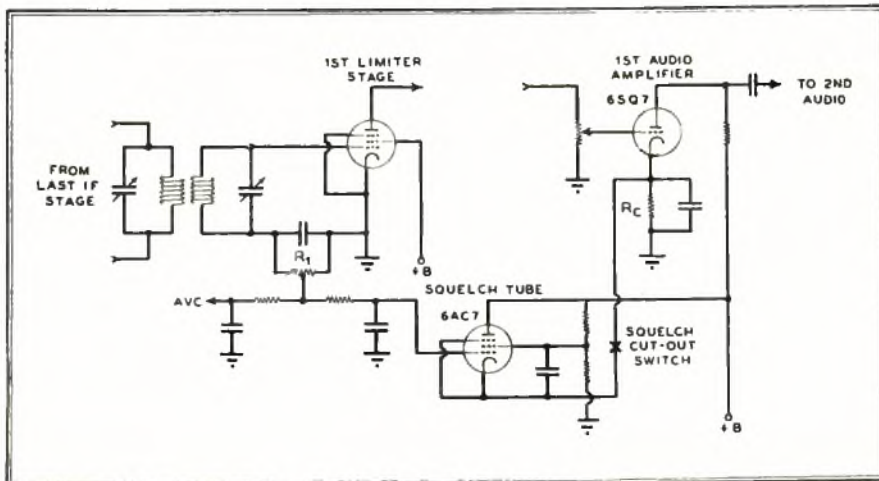 1ST LIMITER
STAGE
1ST AUDIO
AMPLIFIER
6SQ7
TO 2ND
AUDIO
FROM
LAST IF
STAGE
R1
RC
+B
SQUELCH TUBE
AVC
6AC7
SQUELCH
CUT-OUT
SWITCH
+B